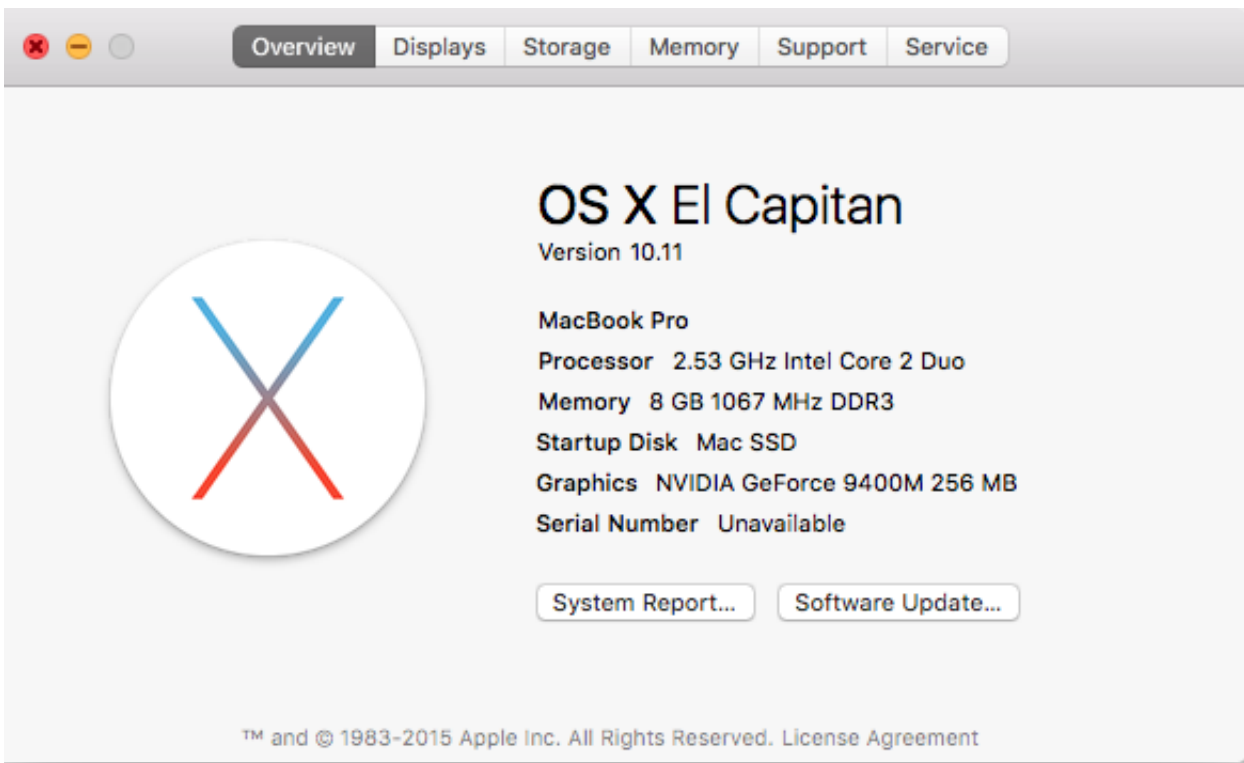 Overview Displays Storage Memory Support Service
OS X El Capitan
Version 10.11
MacBook Pro
Processor 2.53 GHz Intel Core 2 Duo
Memory 8 GB 1067 MHz DDR3
Startup Disk Mac SSD
Graphics NVIDIA GeForce 9400M 256 MB
Serial Number Unavailable
System Report... Software Update...
™ and © 1983-2015 Apple Inc. All Rights Reserved. License Agreement